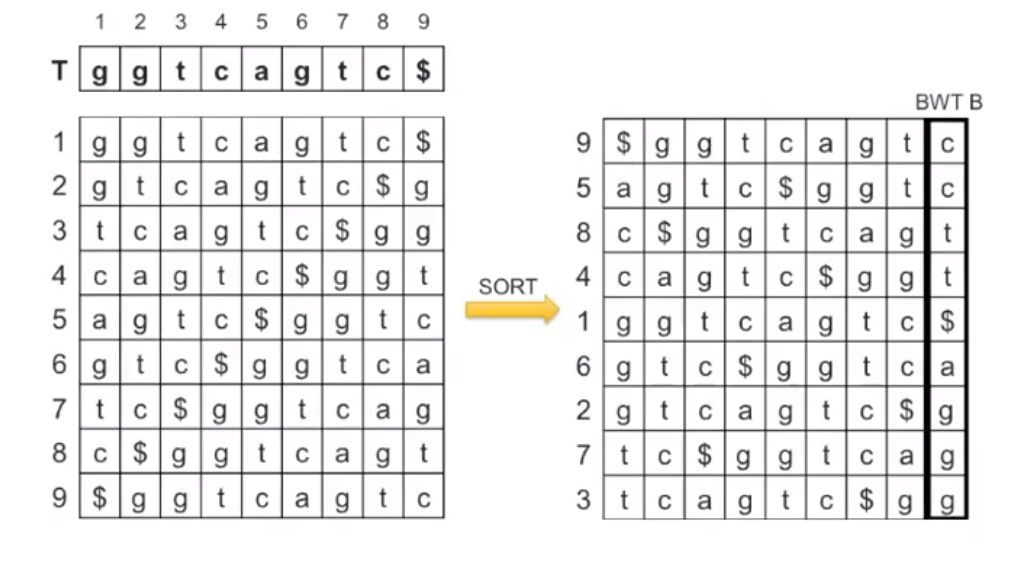 1 2 3 4 5 6 7 8 9
T g g t c a g t c $
BWT B
1 g g t c a g t c $
2 g t c a g t c $ g
3 t c a g t c $ g g
4 c a g t c $ g g t
5 a g t c $ g g t c
6 g t c $ g g t c a
7 t c $ g g t c a g
8 c $ g g t c a g t
9 $ g g t c a g t c
SORT
9 $ g g t c a g t c
5 a g t c $ g g t c
8 c $ g g t c a g t
4 c a g t c $ g g t
1 g g t c a g t c $
6 g t c $ g g t c a
2 g t c a g t c $ g
7 t c $ g g t c a g
3 t c a g t c $ g g